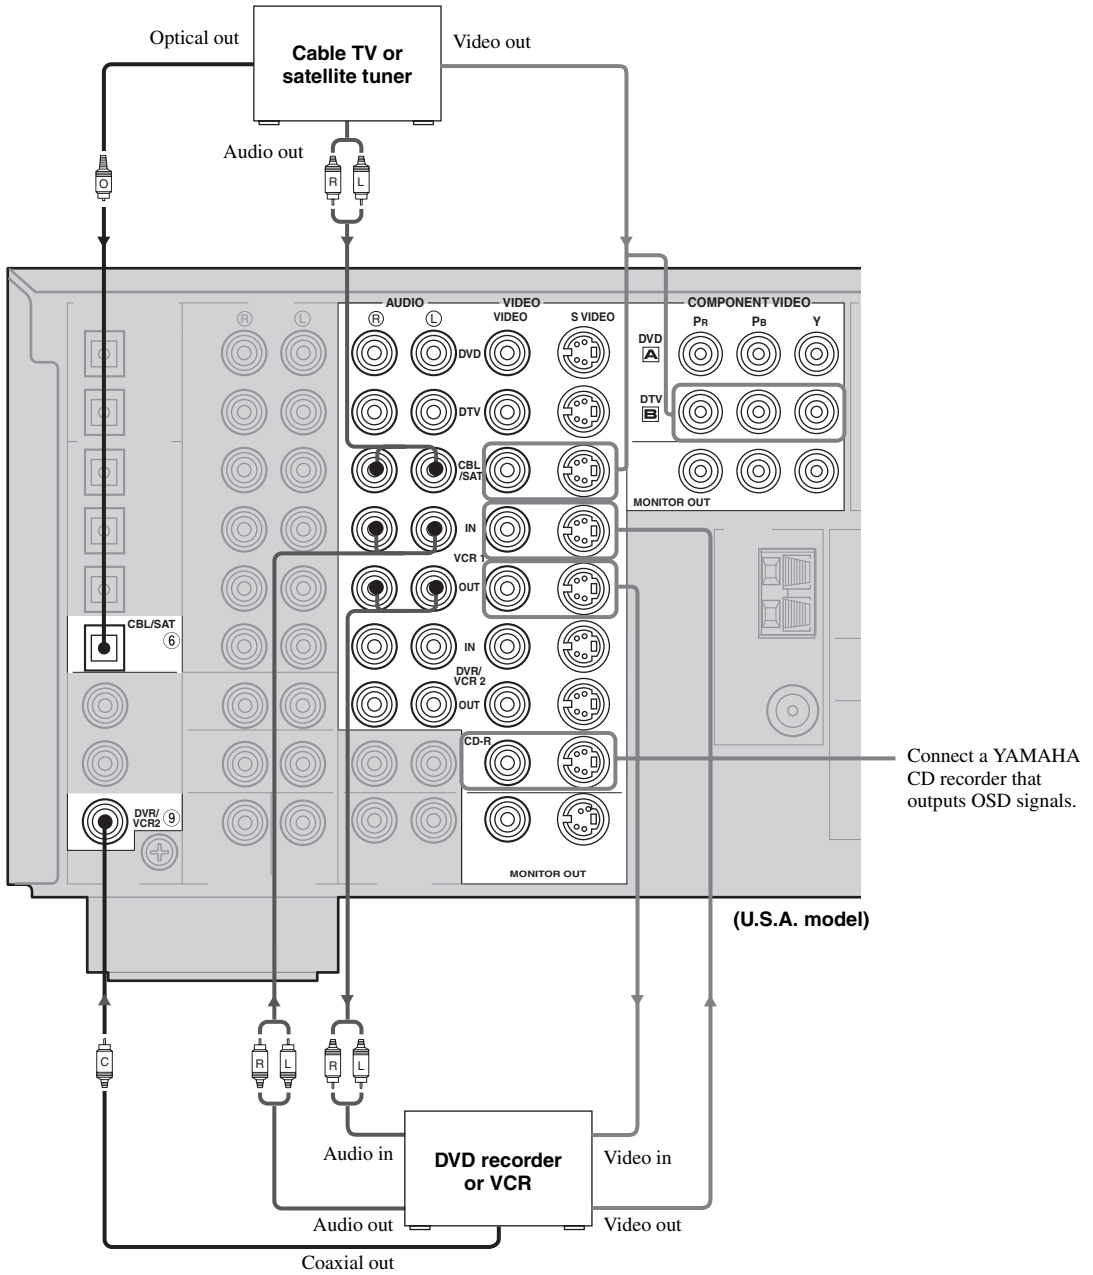 Optical out
Cable TV or
satellite tuner
Video out
Audio out
O
R L
AUDIO
VIDEO
COMPONENT VIDEO
R L
R L
VIDEO
S VIDEO
PR PB Y
DVD
DVD
A
DTV
DTV
B
CBL
/SAT
MONITOR OUT
IN
VCR 1
OUT
CBL/SAT
6
IN
DVR/
VCR 2
OUT
CD-R
Connect a YAMAHA
CD recorder that
outputs OSD signals.
DVR/
VCR2
9
MONITOR OUT
(U.S.A. model)
C
R L
R L
Audio in
DVD recorder
or VCR
Video in
Audio out
Video out
Coaxial out